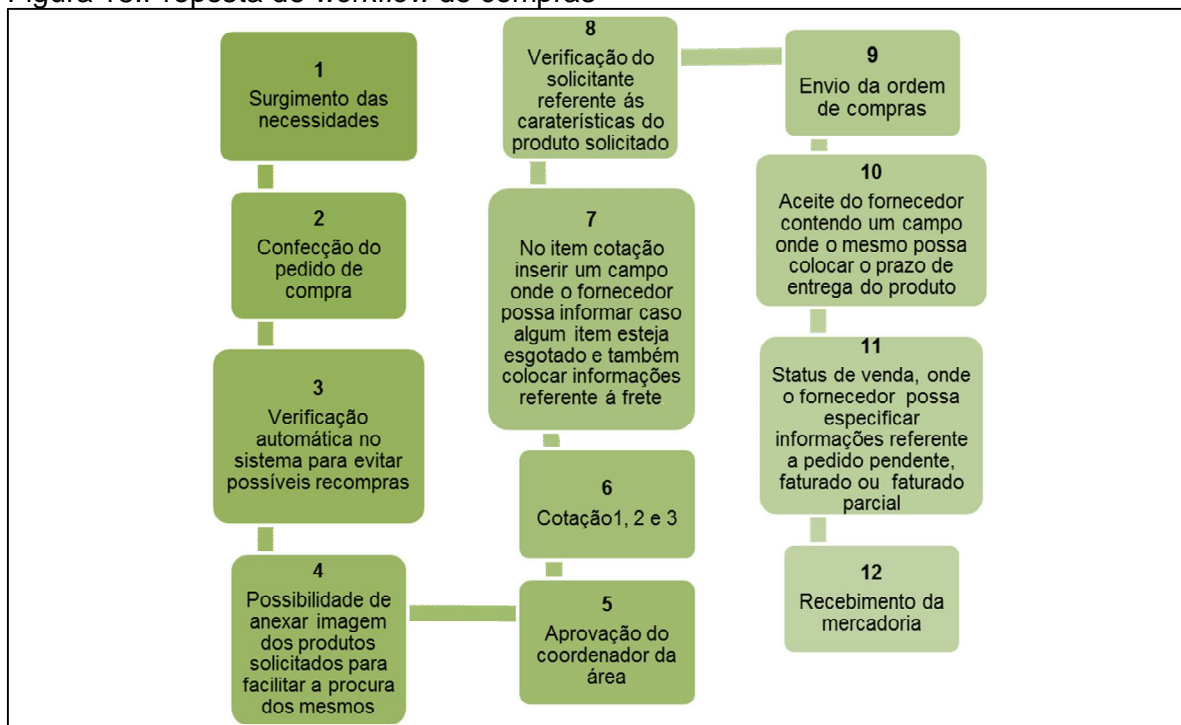 Figura 18.Proposta de workflow de compras
1
Surgimento das
necessidades
2
Confecção do
pedido de
compra
3
Verificação
automática no
sistema para evitar
possíveis recompras
4
Possibilidade de
anexar imagem
dos produtos
solicitados para
facilitar a procura
dos mesmos
5
Aprovação do
coordenador da
área
6
Cotação1, 2 e 3
7
No item cotação
inserir um campo
onde o fornecedor
possa informar caso
algum item esteja
esgotado e também
colocar informações
referente á frete
8
Verificação do
solicitante
referente ás
caraterísticas do
produto solicitado
9
Envio da ordem
de compras
10
Aceite do fornecedor
contendo um campo
onde o mesmo possa
colocar o prazo de
entrega do produto
11
Status de venda, onde
o fornecedor possa
especificar
informações referente
a pedido pendente,
faturado ou faturado
parcial
12
Recebimento da
mercadoria